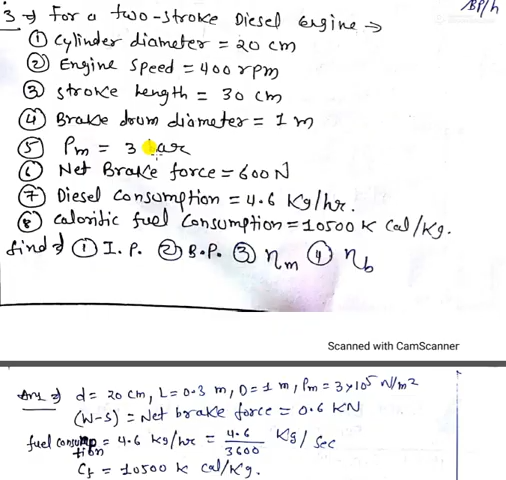 BP/h
3 → For a two-stroke Diesel engine →
① Cylinder diameter = 20 cm
② Engine Speed = 400 rpm
③ Stroke Length = 30 cm
④ Brake drum diameter = 1 m
⑤ Pm = 3 bar
⑥ Net Brake force = 600 N
⑦ Diesel Consumption = 4.6 Kg/hr.
⑧ Calorific fuel Consumption = 10500 K Cal/Kg.
find → ① I.P. ② B.P. ③ ηm ④ ηb
Scanned with CamScanner
Ans → d = 20 cm, L = 0.3 m, D = 1 m, Pm = 3×10⁵ N/m²
(W-S) = Net brake force = 0.6 KN
fuel consumption = 4.6 kg/hr = 4.6/3600 Kg/sec
Cf = 10500 K Cal/Kg.